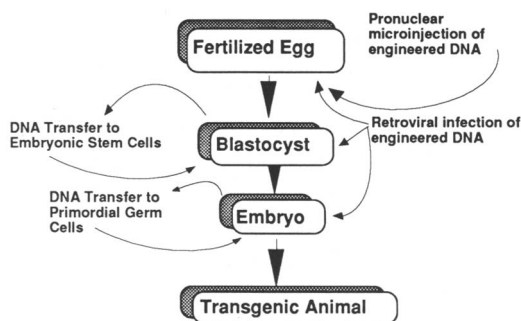 Pronuclear
microinjection of
engineered DNA
Fertilized Egg
Retroviral infection of
engineered DNA
DNA Transfer to
Embryonic Stem Cells
Blastocyst
DNA Transfer to
Primordial Germ
Cells
Embryo
Transgenic Animal